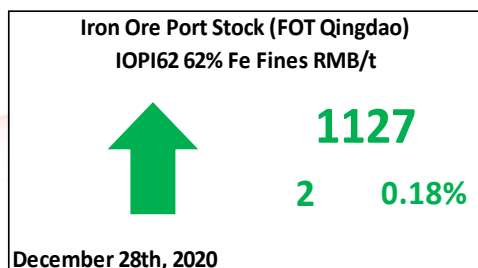 Iron Ore Port Stock (FOT Qingdao)
IOPI62 62% Fe Fines RMB/t
1127
2 0.18%
December 28th, 2020